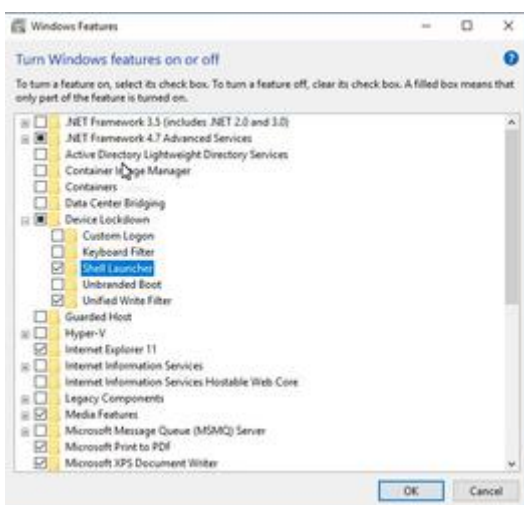 Windows Features
Turn Windows features on or off
To turn a feature on, select its check box. To turn a feature off, clear its check box. A filled box means that
only part of the feature is turned on.
.NET Framework 3.5 (includes .NET 2.0 and 3.0)
.NET Framework 4.7 Advanced Services
Active Directory Lightweight Directory Services
Container Image Manager
Containers
Data Center Bridging
Device Lockdown
Custom Logon
Keyboard Filter
Shell Launcher
Unbranded Boot
Unified Write Filter
Guarded Host
Hyper-V
Internet Explorer 11
Internet Information Services
Internet Information Services Hostable Web Core
Legacy Components
Media Features
Microsoft Message Queue (MSMQ) Server
Microsoft Print to PDF
Microsoft XPS Document Writer
OK Cancel